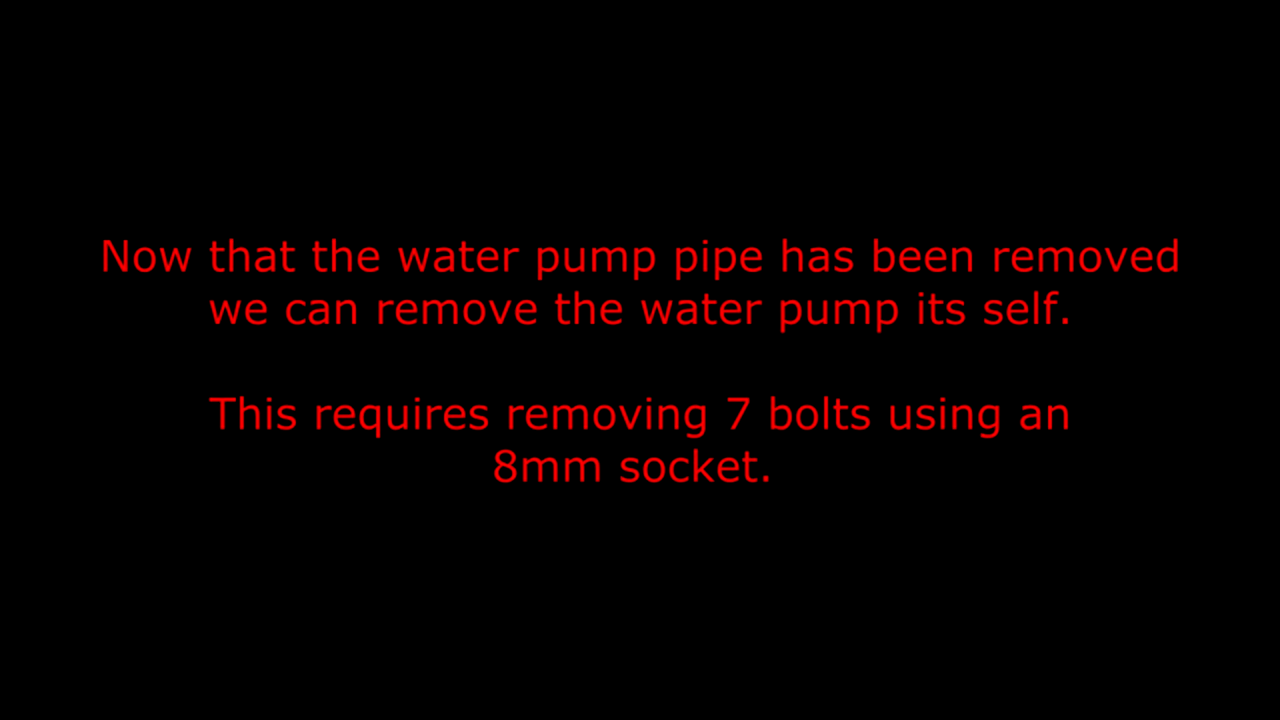 Now that the water pump pipe has been removed
we can remove the water pump its self.
This requires removing 7 bolts using an
8mm socket.